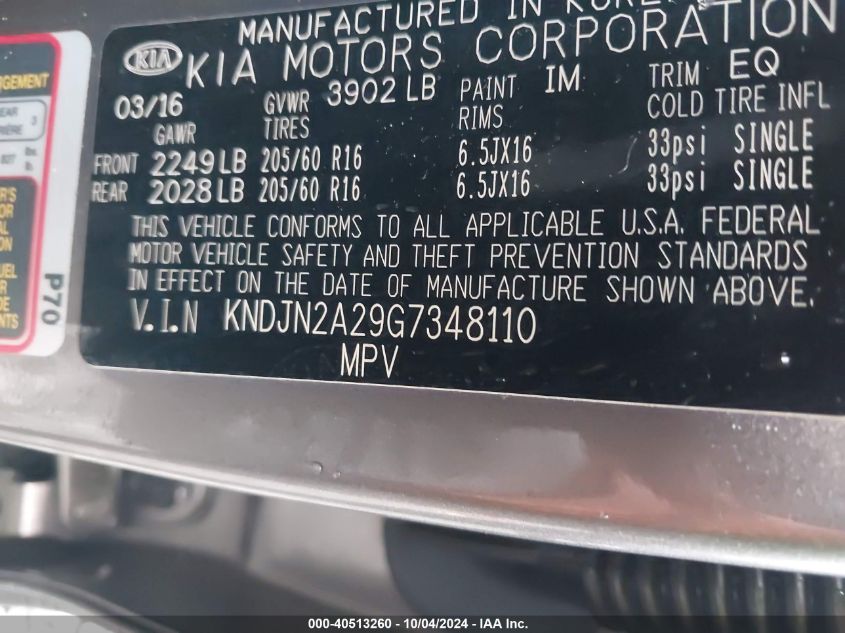 MANUFACTURED IN KOREA
KIA KIA MOTORS CORPORATION
03/16 GVWR 3902 LB PAINT IM TRIM EQ
GAWR TIRES RIMS COLD TIRE INFL
FRONT 2249 LB 205/60 R16 6.5JX16 33psi SINGLE
REAR 2028 LB 205/60 R16 6.5JX16 33psi SINGLE
THIS VEHICLE CONFORMS TO ALL APPLICABLE U.S.A. FEDERAL
MOTOR VEHICLE SAFETY AND THEFT PREVENTION STANDARDS
IN EFFECT ON THE DATE OF MANUFACTURE SHOWN ABOVE.
V.I.N KNDJN2A29G7348110
MPV
P70
000-40513260 - 10/04/2024 - IAA Inc.